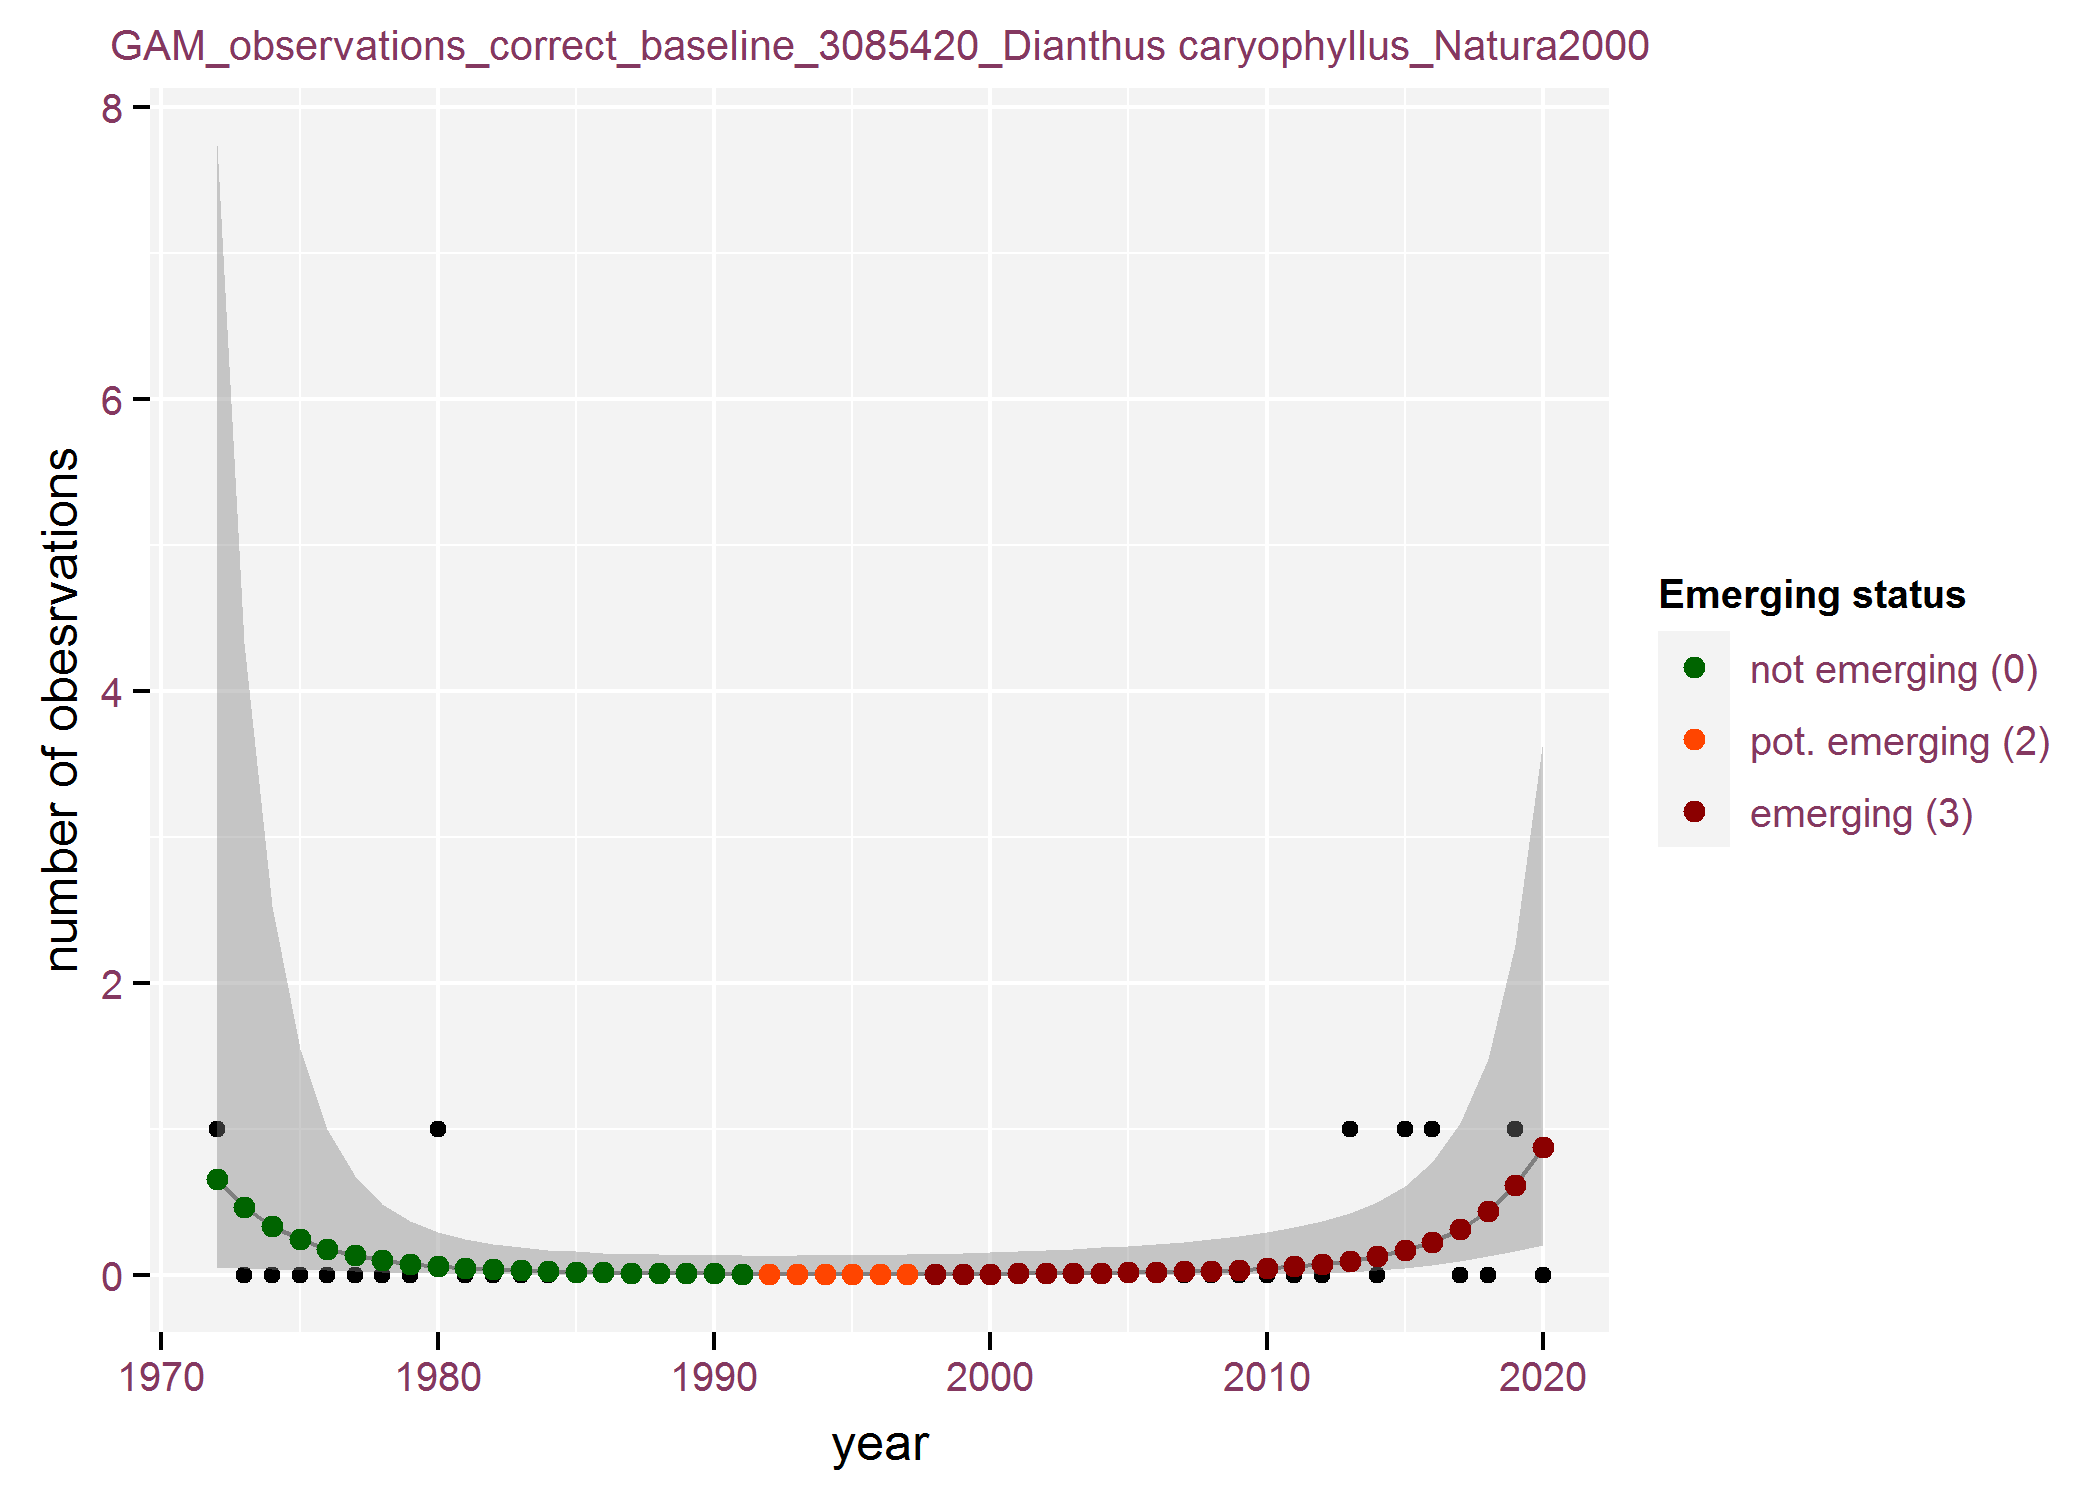 GAM_observations_correct_baseline_3085420_Dianthus caryophyllus_Natura2000
8
6
4
2
0
number of obesrvations
1970
1980
1990
2000
2010
2020
year
Emerging status
not emerging (0)
pot. emerging (2)
emerging (3)